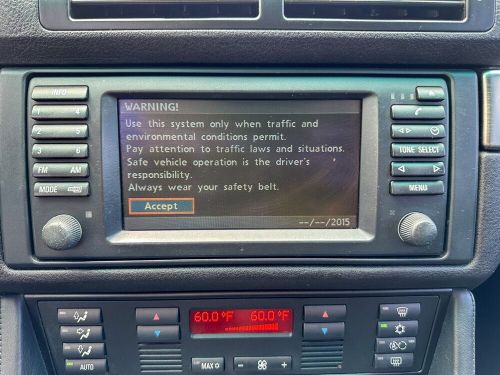 INFO
1 4
2 5
3 6
FM AM
MODE
WARNING!
Use this system only when traffic and
environmental conditions permit.
Pay attention to traffic laws and situations.
Safe vehicle operation is the driver's
responsibility.
Always wear your safety belt.
Accept
--/--/2015
TONE SELECT
MENU
60.0 °F 60.0 °F
AUTO
MAX
- +